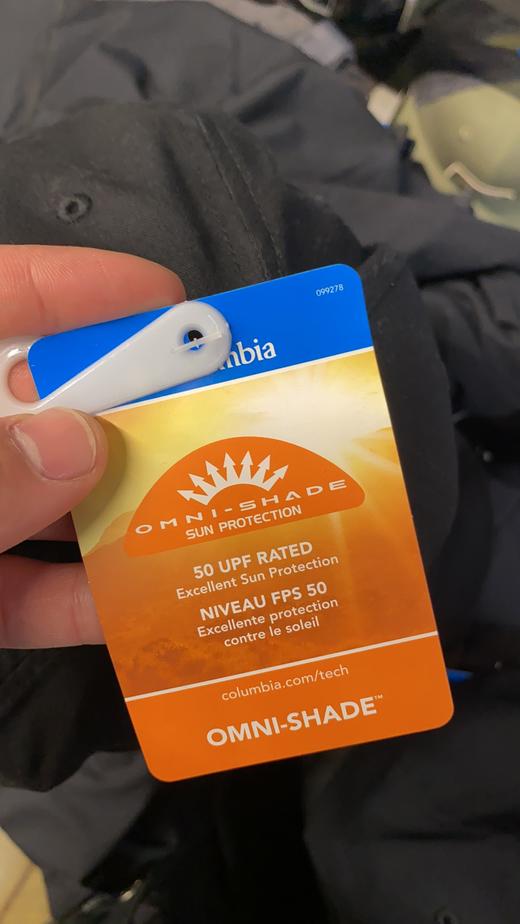 099278
mbia
OMNI-SHADE
SUN PROTECTION
50 UPF RATED
Excellent Sun Protection
NIVEAU FPS 50
Excellente protection
contre le soleil
columbia.com/tech
OMNI-SHADE™